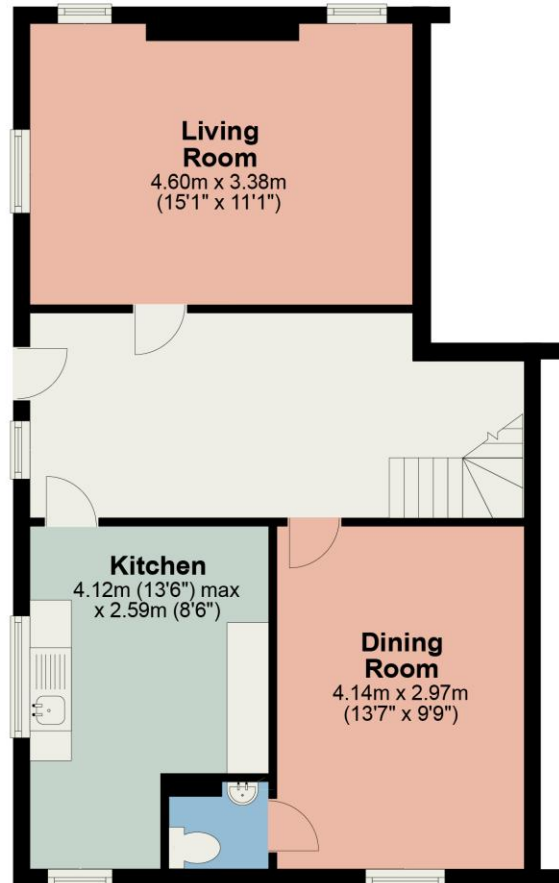 Living
Room
4.60m x 3.38m
(15'1" x 11'1")
Kitchen
4.12m (13'6") max
x 2.59m (8'6")
Dining
Room
4.14m x 2.97m
(13'7" x 9'9")